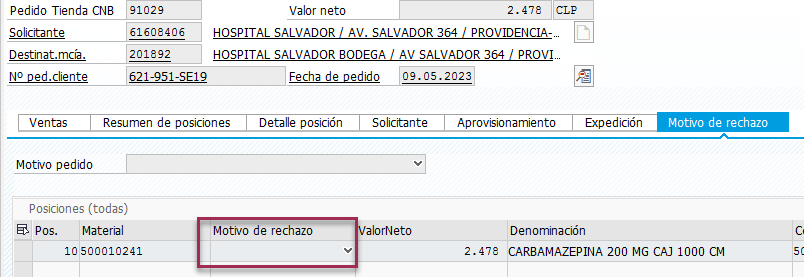 Pedido Tienda CNB 91029 Valor neto 2.478 CLP
Solicitante 61608406 HOSPITAL SALVADOR / AV. SALVADOR 364 / PROVIDENCIA-...
Destinat.mcía. 201892 HOSPITAL SALVADOR BODEGA / AV SALVADOR 364 / PROVI...
Nº ped.cliente 621-951-SE19 Fecha de pedido 09.05.2023
Ventas Resumen de posiciones Detalle posición Solicitante Aprovisionamiento Expedición Motivo de rechazo
Motivo pedido
Posiciones (todas)
Pos. Material Motivo de rechazo ValorNeto Denominación
10 500010241 2.478 CARBAMAZEPINA 200 MG CAJ 1000 CM